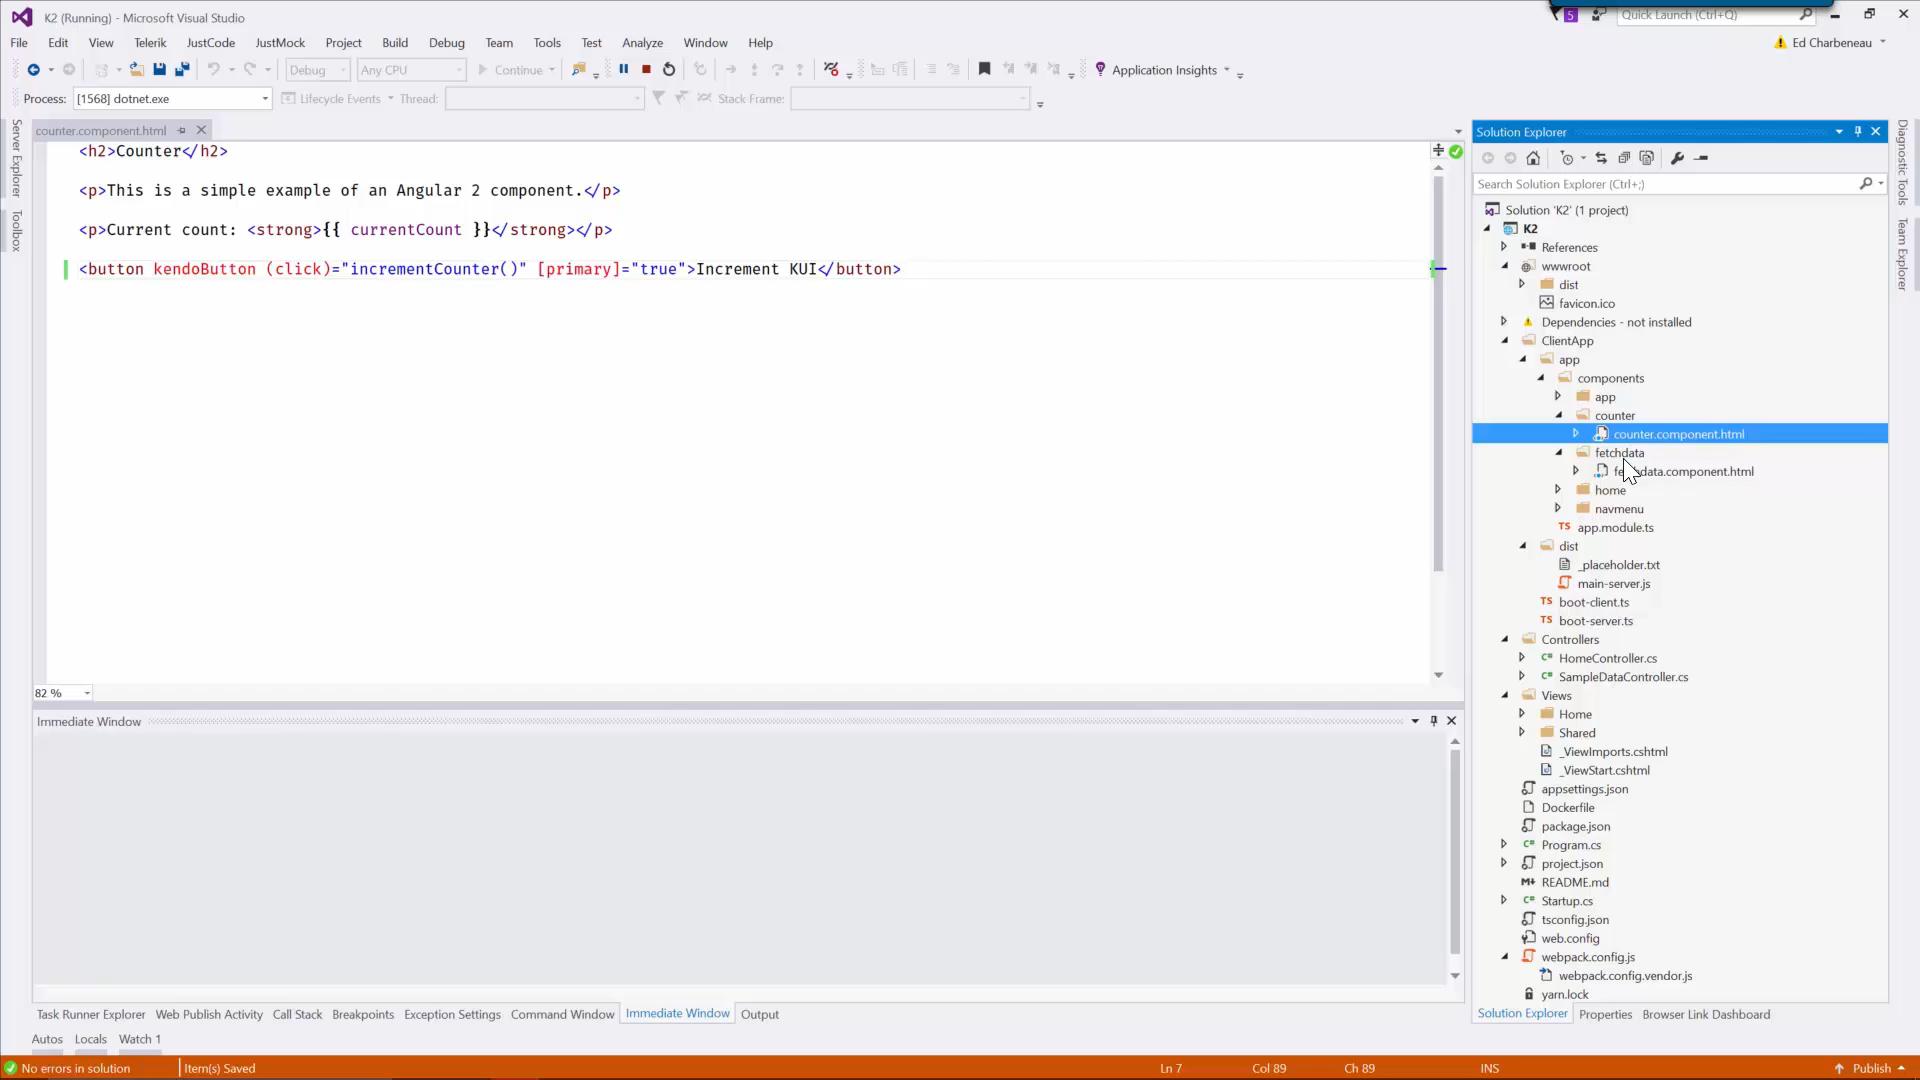 K2 (Running) - Microsoft Visual Studio
5
Quick Launch (Ctrl+Q)
File Edit View Telerik JustCode JustMock Project Build Debug Team Tools Test Analyze Window Help
Ed Charbeneau
Debug Any CPU Continue Application Insights
Process: [1568] dotnet.exe Lifecycle Events Thread: Stack Frame:
Server Explorer
Toolbox
counter.component.html
<h2>Counter</h2>
<p>This is a simple example of an Angular 2 component.</p>
<p>Current count: <strong>{{ currentCount }}</strong></p>
<button kendoButton (click)="incrementCounter()" [primary]="true">Increment KUI</button>
82 %
Immediate Window
Task Runner Explorer Web Publish Activity Call Stack Breakpoints Exception Settings Command Window Immediate Window Output
Autos Locals Watch 1
Solution Explorer
Search Solution Explorer (Ctrl+;)
Solution 'K2' (1 project)
K2
References
wwwroot
dist
favicon.ico
Dependencies - not installed
ClientApp
app
components
app
counter
counter.component.html
fetchdata
home
navmenu
TS app.module.ts
dist
_placeholder.txt
main-server.js
TS boot-client.ts
TS boot-server.ts
Controllers
C# HomeController.cs
C# SampleDataController.cs
Views
Home
Shared
_ViewImports.cshtml
_ViewStart.cshtml
appsettings.json
Dockerfile
package.json
C# Program.cs
project.json
README.md
C# Startup.cs
tsconfig.json
web.config
webpack.config.js
webpack.config.vendor.js
yarn.lock
Solution Explorer Properties Browser Link Dashboard
Diagnostic Tools
Team Explorer
No errors in solution Item(s) Saved Ln 7 Col 89 Ch 89 INS Publish